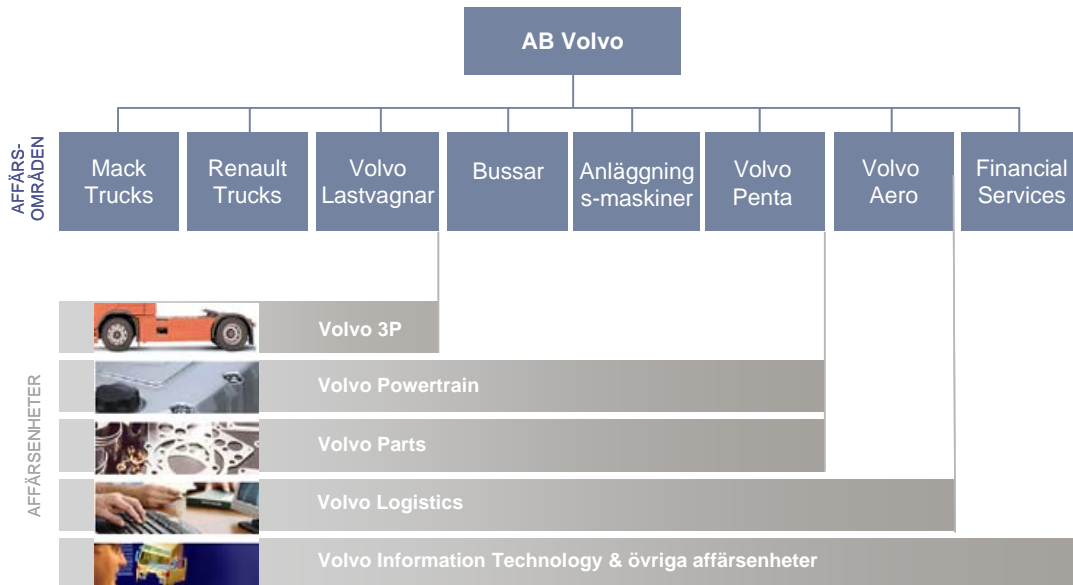 AB Volvo
AFFÄRS-
OMRÅDEN
Mack
Trucks
Renault
Trucks
Volvo
Lastvagnar
Bussar
Anläggning
s-maskiner
Volvo
Penta
Volvo
Aero
Financial
Services
AFFÄRSENHETER
Volvo 3P
Volvo Powertrain
Volvo Parts
Volvo Logistics
Volvo Information Technology & övriga affärsenheter